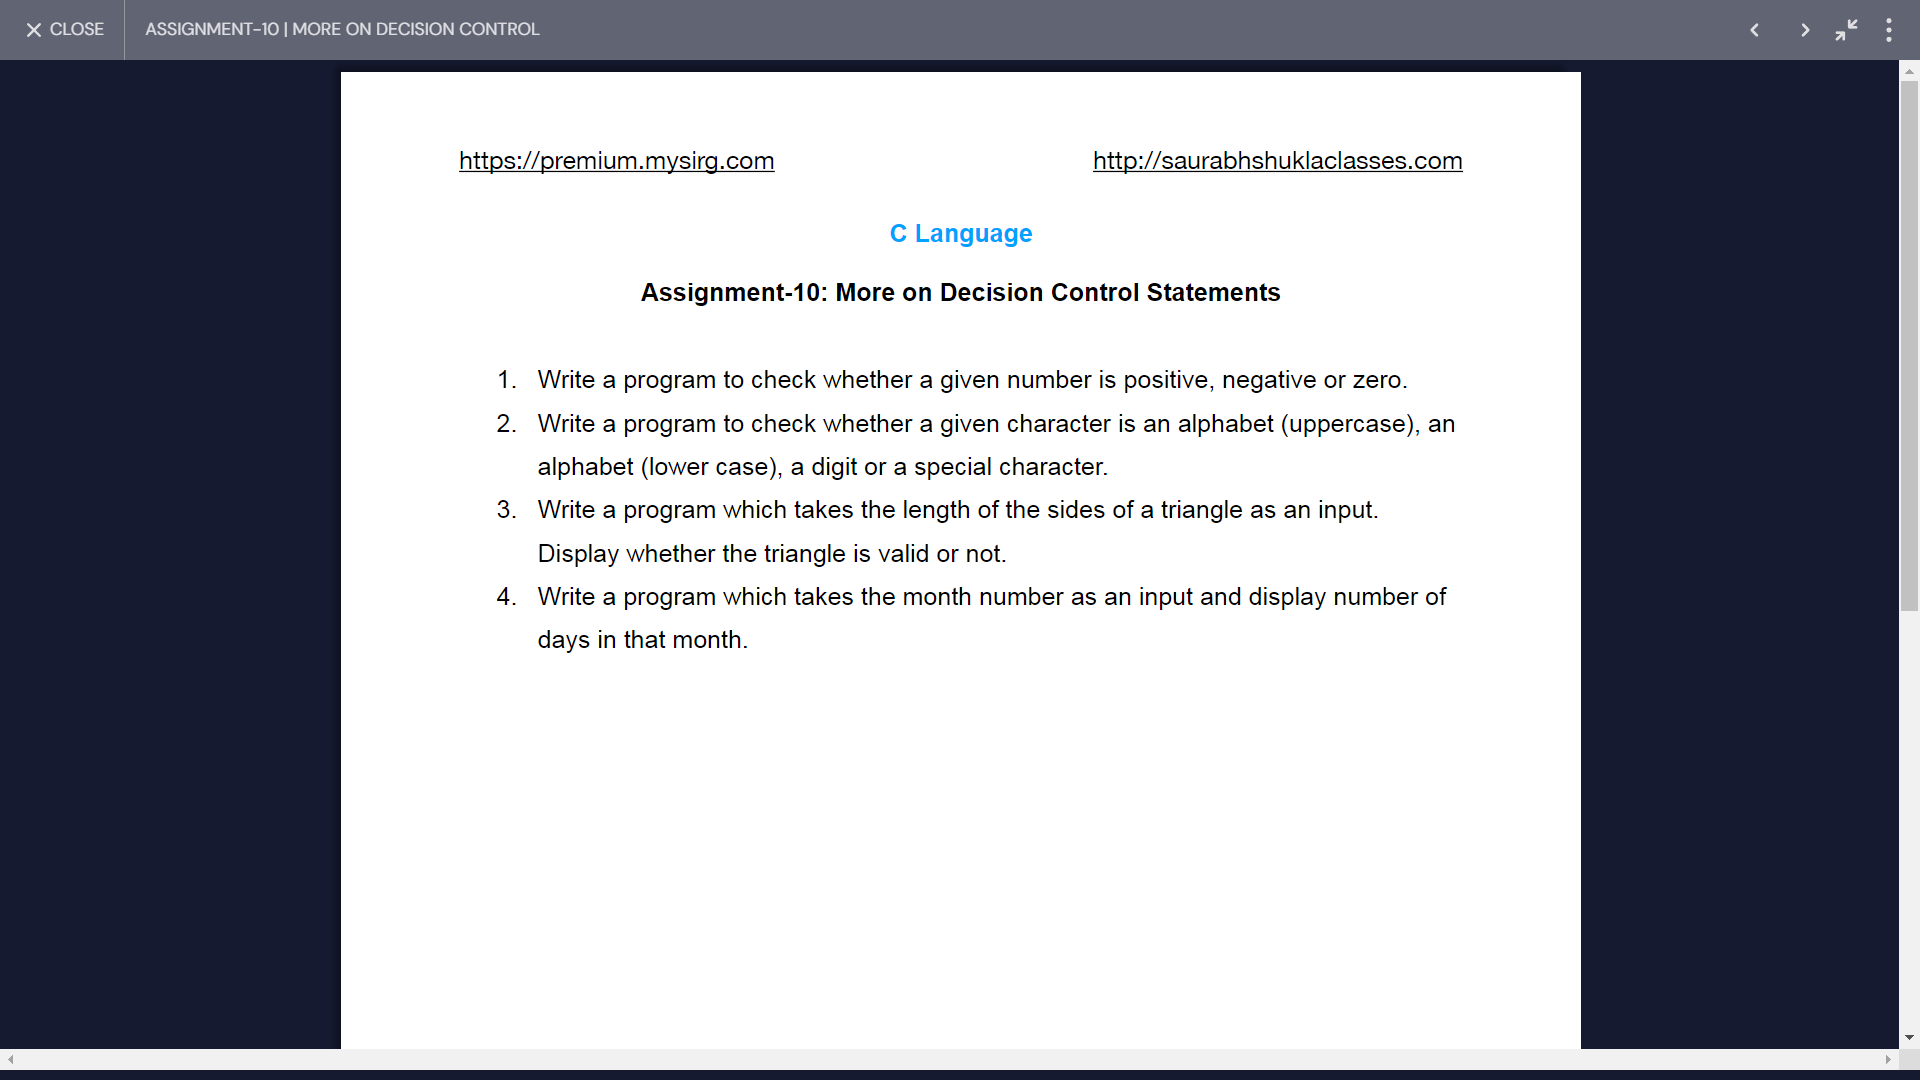 CLOSE ASSIGNMENT-10 | MORE ON DECISION CONTROL
https://premium.mysirg.com http://saurabhshuklaclasses.com
C Language
Assignment-10: More on Decision Control Statements
1. Write a program to check whether a given number is positive, negative or zero.
2. Write a program to check whether a given character is an alphabet (uppercase), an
alphabet (lower case), a digit or a special character.
3. Write a program which takes the length of the sides of a triangle as an input.
Display whether the triangle is valid or not.
4. Write a program which takes the month number as an input and display number of
days in that month.